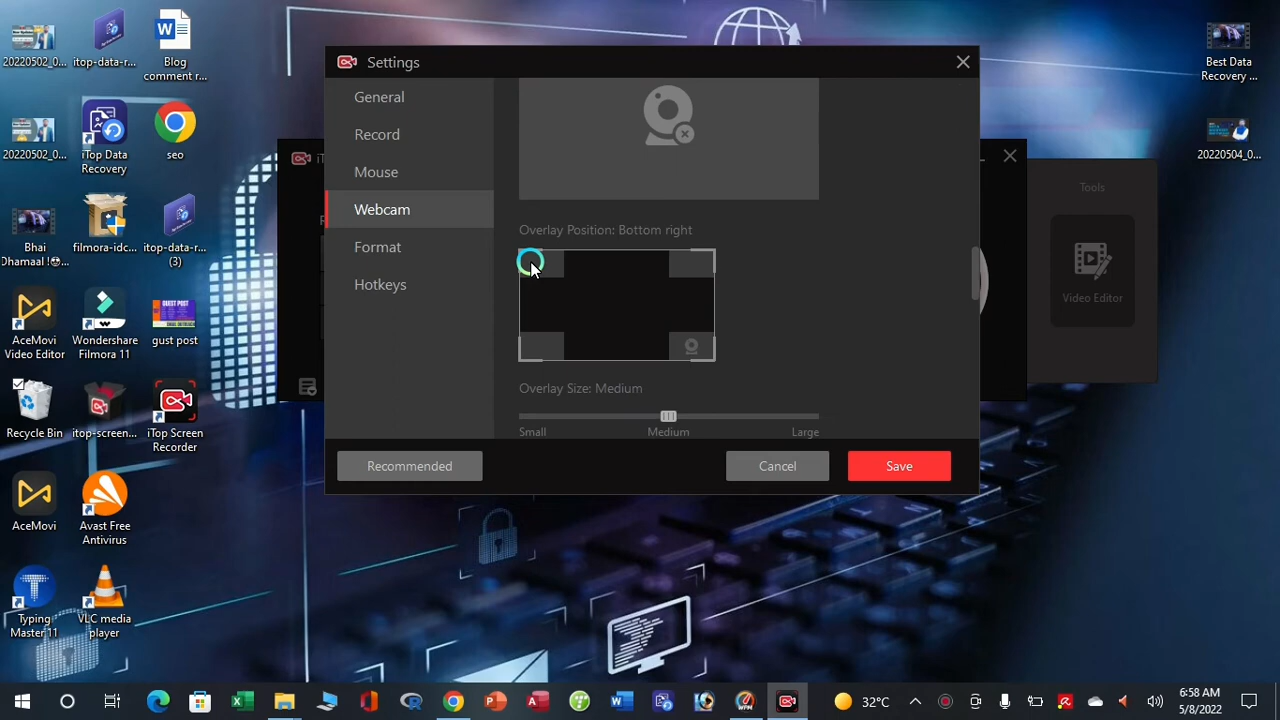 20220502_0...
itop-data-r...
Blog
comment r...
20220502_0...
iTop Data
Recovery
seo
Bhai
Dhamaal !...
filmora-idc...
itop-data-r...
(3)
AceMovi
Video Editor
Wondershare
Filmora 11
GUEST POST
gust post
Recycle Bin
itop-screen...
iTop Screen
Recorder
AceMovi
Avast Free
Antivirus
Typing
Master 11
VLC media
player
Best Data
Recovery ...
20220504_0...
Settings
General
Record
Mouse
Webcam
Format
Hotkeys
Overlay Position: Bottom right
Overlay Size: Medium
Small
Medium
Large
Recommended
Cancel
Save
Tools
Video Editor
32°C
6:58 AM
5/8/2022